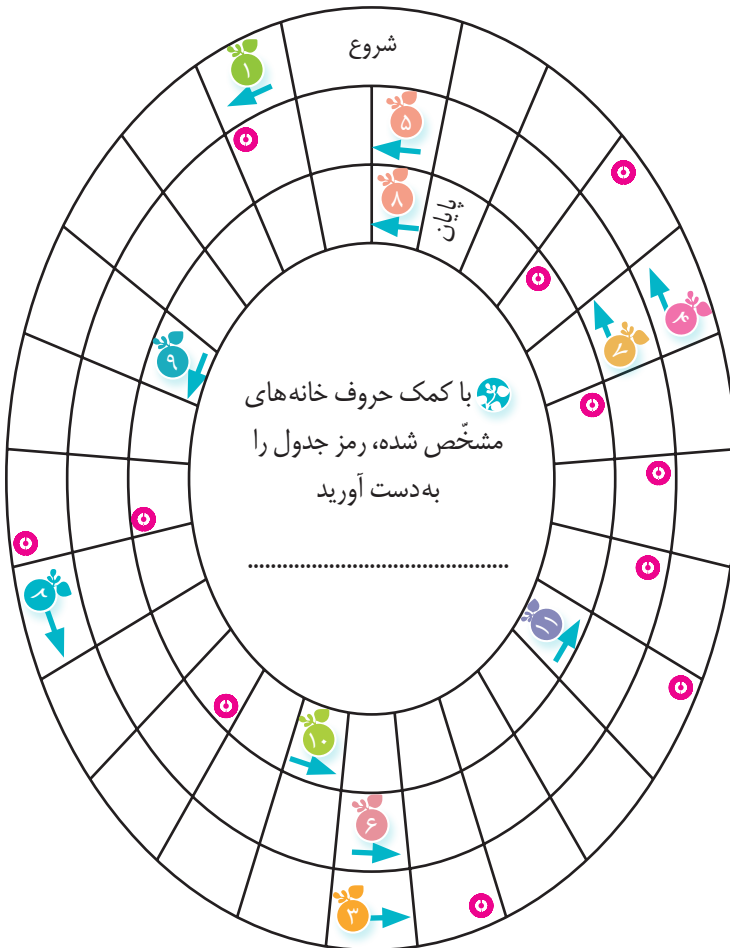 شروع
۱
۵
۸
پایان
۴
۷
۹
با کمک حروف خانه‌های
مشخّص شده، رمز جدول را
به‌دست آورید
................................................
۲
۱۱
۱۰
۶
۳